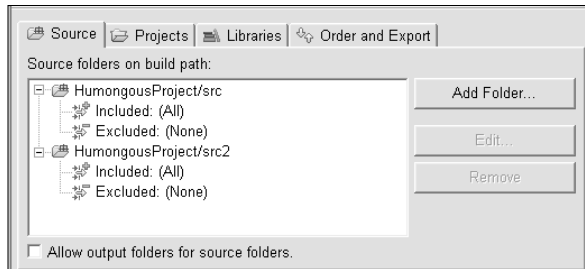 Source Projects Libraries Order and Export
Source folders on build path:
HumongousProject/src
Included: (All)
Excluded: (None)
HumongousProject/src2
Included: (All)
Excluded: (None)
Add Folder...
Edit...
Remove
Allow output folders for source folders.